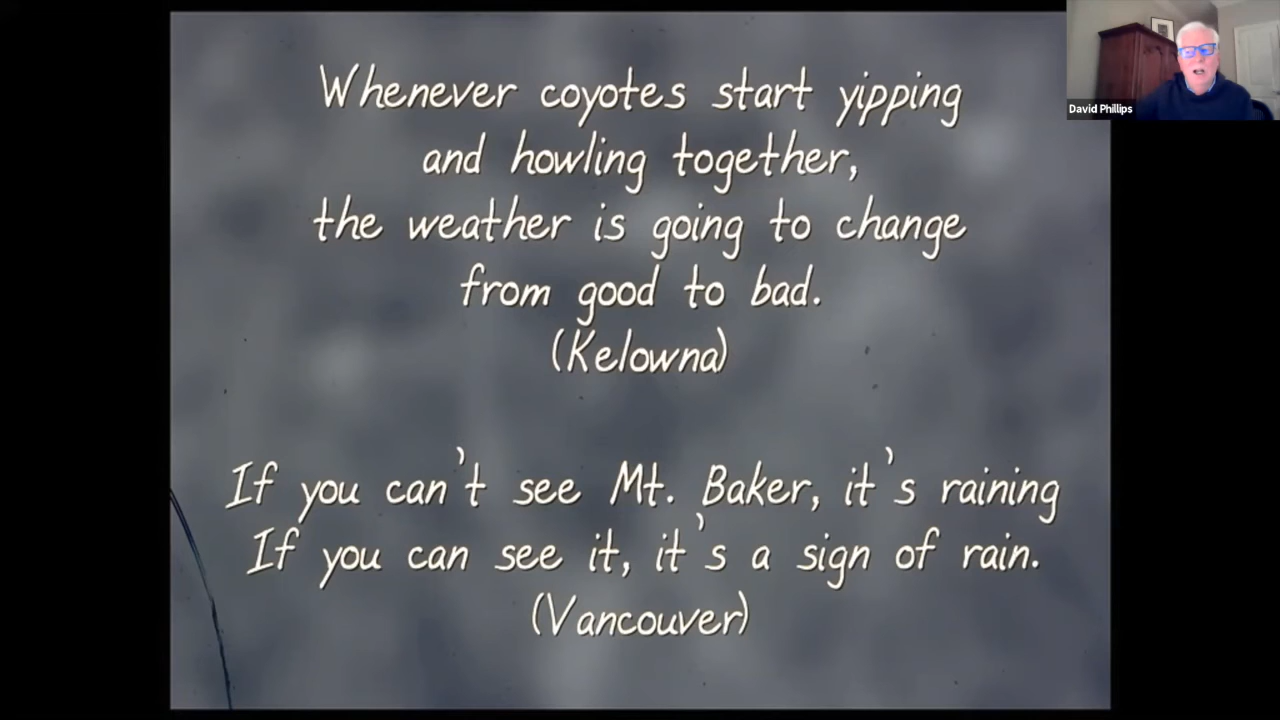 Whenever coyotes start yipping
and howling together,
the weather is going to change
from good to bad.
(Kelowna)
If you can't see Mt. Baker, it's raining
If you can see it, it's a sign of rain.
(Vancouver)
David Phillips